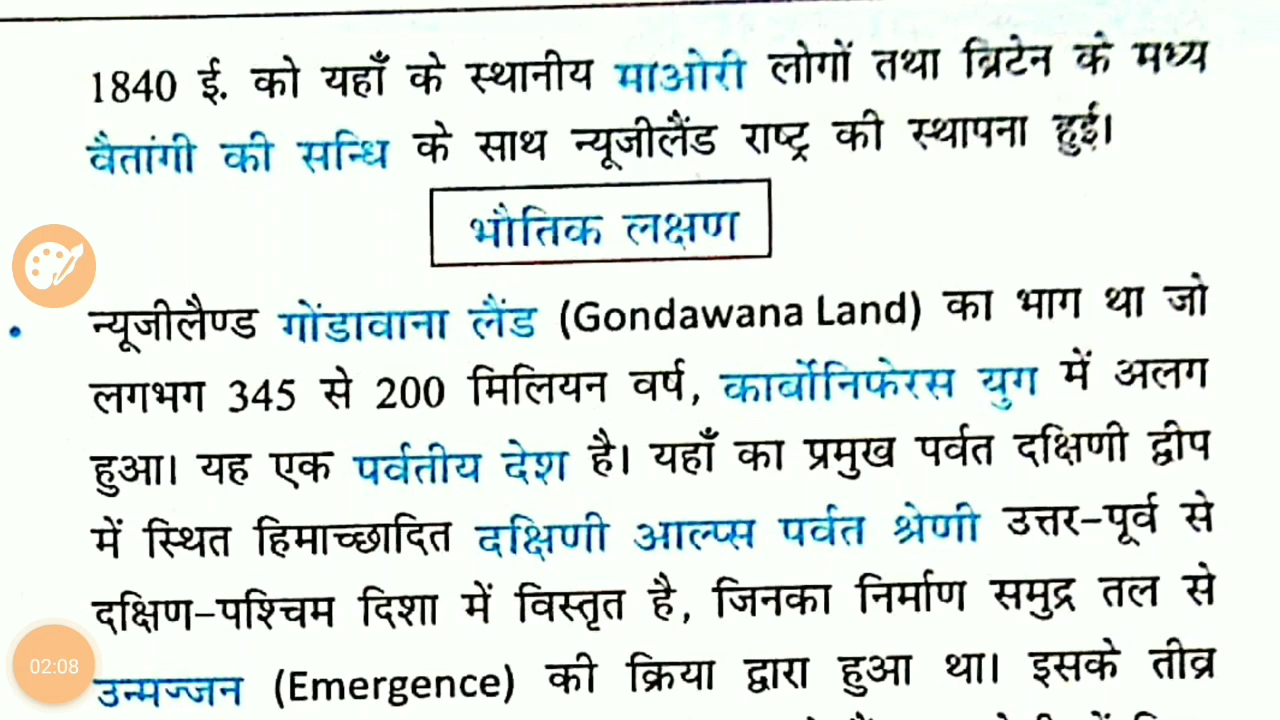 1840 ई. को यहाँ के स्थानीय माओरी लोगों तथा ब्रिटेन के मध्य
वैतांगी की सन्धि के साथ न्यूजीलैंड राष्ट्र की स्थापना हुई।
भौतिक लक्षण
• न्यूजीलैण्ड गोंडावाना लैंड (Gondawana Land) का भाग था जो
लगभग 345 से 200 मिलियन वर्ष, कार्बोनिफेरस युग में अलग
हुआ। यह एक पर्वतीय देश है। यहाँ का प्रमुख पर्वत दक्षिणी द्वीप
में स्थित हिमाच्छादित दक्षिणी आल्प्स पर्वत श्रेणी उत्तर-पूर्व से
दक्षिण-पश्चिम दिशा में विस्तृत है, जिनका निर्माण समुद्र तल से
उन्मज्जन (Emergence) की क्रिया द्वारा हुआ था। इसके तीव्र
02:08